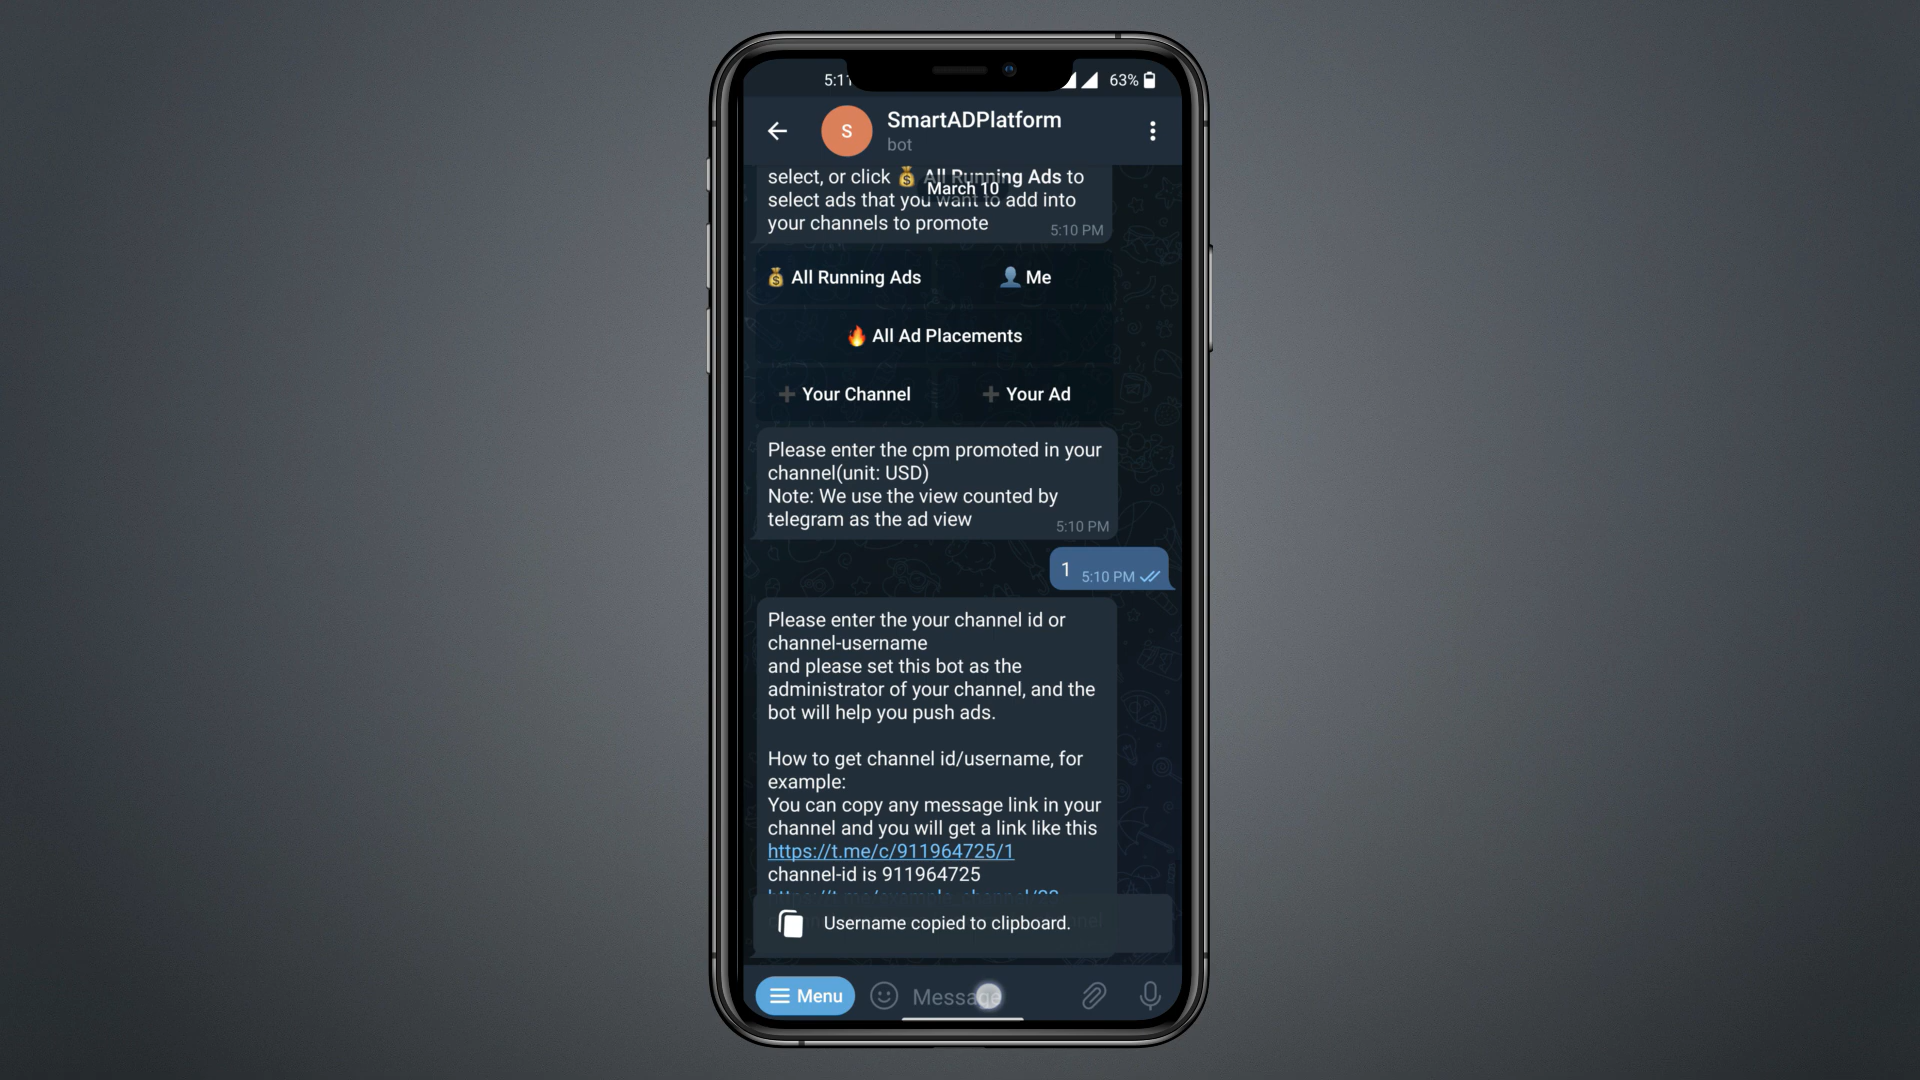 5:11
63%
S
SmartADPlatform
bot
select, or click 💰 All Running Ads to
March 10
select ads that you want to add into
your channels to promote
5:10 PM
💰 All Running Ads
👤 Me
🔥 All Ad Placements
➕ Your Channel
➕ Your Ad
Please enter the cpm promoted in your
channel(unit: USD)
Note: We use the view counted by
telegram as the ad view
5:10 PM
1
5:10 PM
Please enter the your channel id or
channel-username
and please set this bot as the
administrator of your channel, and the
bot will help you push ads.
How to get channel id/username, for
example:
You can copy any message link in your
channel and you will get a link like this
https://t.me/c/911964725/1
channel-id is 911964725
Username copied to clipboard.
Menu
Message